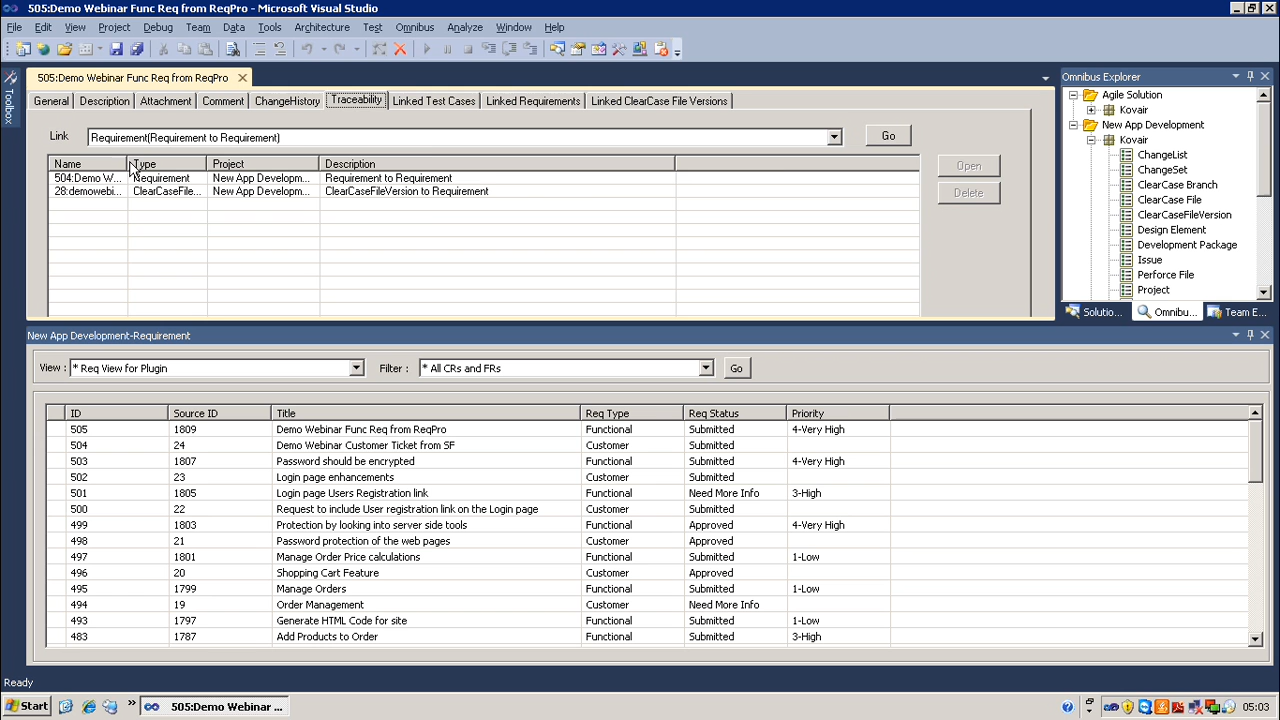 505:Demo Webinar Func Req from ReqPro - Microsoft Visual Studio
File Edit View Project Debug Team Data Tools Architecture Test Omnibus Analyze Window Help
Toolbox
505:Demo Webinar Func Req from ReqPro
General Description Attachment Comment ChangeHistory Traceability Linked Test Cases Linked Requirements Linked ClearCase File Versions
Link Requirement(Requirement to Requirement) Go
Name Type Project Description
504:Demo W... Requirement New App Developm... Requirement to Requirement
28:demowebi... ClearCaseFile... New App Developm... ClearCaseFileVersion to Requirement
Open
Delete
Omnibus Explorer
Agile Solution
Kovair
New App Development
Kovair
ChangeList
ChangeSet
ClearCase Branch
ClearCase File
ClearCaseFileVersion
Design Element
Development Package
Issue
Perforce File
Project
Solutio... Omnibu... Team E...
New App Development-Requirement
View : * Req View for Plugin Filter : * All CRs and FRs Go
ID Source ID Title Req Type Req Status Priority
505 1809 Demo Webinar Func Req from ReqPro Functional Submitted 4-Very High
504 24 Demo Webinar Customer Ticket from SF Customer Submitted
503 1807 Password should be encrypted Functional Submitted 4-Very High
502 23 Login page enhancements Customer Submitted
501 1805 Login page Users Registration link Functional Need More Info 3-High
500 22 Request to include User registration link on the Login page Customer Submitted
499 1803 Protection by looking into server side tools Functional Approved 4-Very High
498 21 Password protection of the web pages Customer Approved
497 1801 Manage Order Price calculations Functional Submitted 1-Low
496 20 Shopping Cart Feature Customer Approved
495 1799 Manage Orders Functional Submitted 1-Low
494 19 Order Management Customer Need More Info
493 1797 Generate HTML Code for site Functional Submitted 1-Low
483 1787 Add Products to Order Functional Submitted 3-High
Ready
Start 505:Demo Webinar ... 05:03